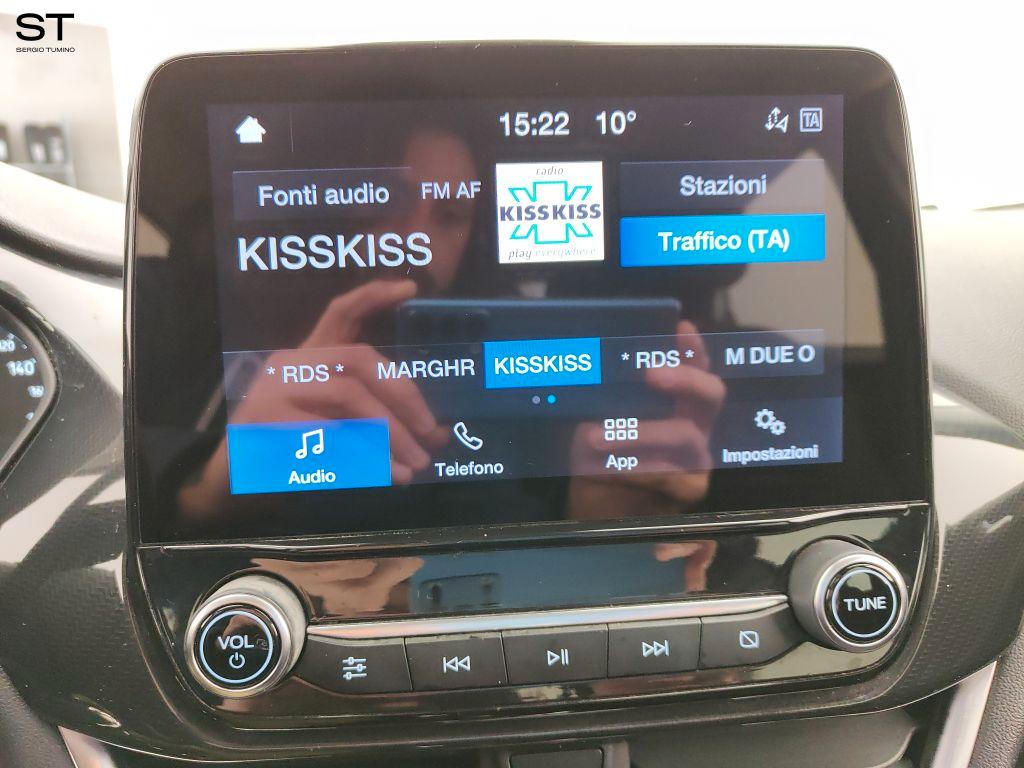 ST
SERGIO TUMINO
15:22 10° TA
Fonti audio FM AF
radio
KISSKISS
play everywhere
Stazioni
KISSKISS
Traffico (TA)
* RDS * MARGHR KISSKISS * RDS * M DUE O
Audio Telefono App Impostazioni
120
140
VOL
TUNE